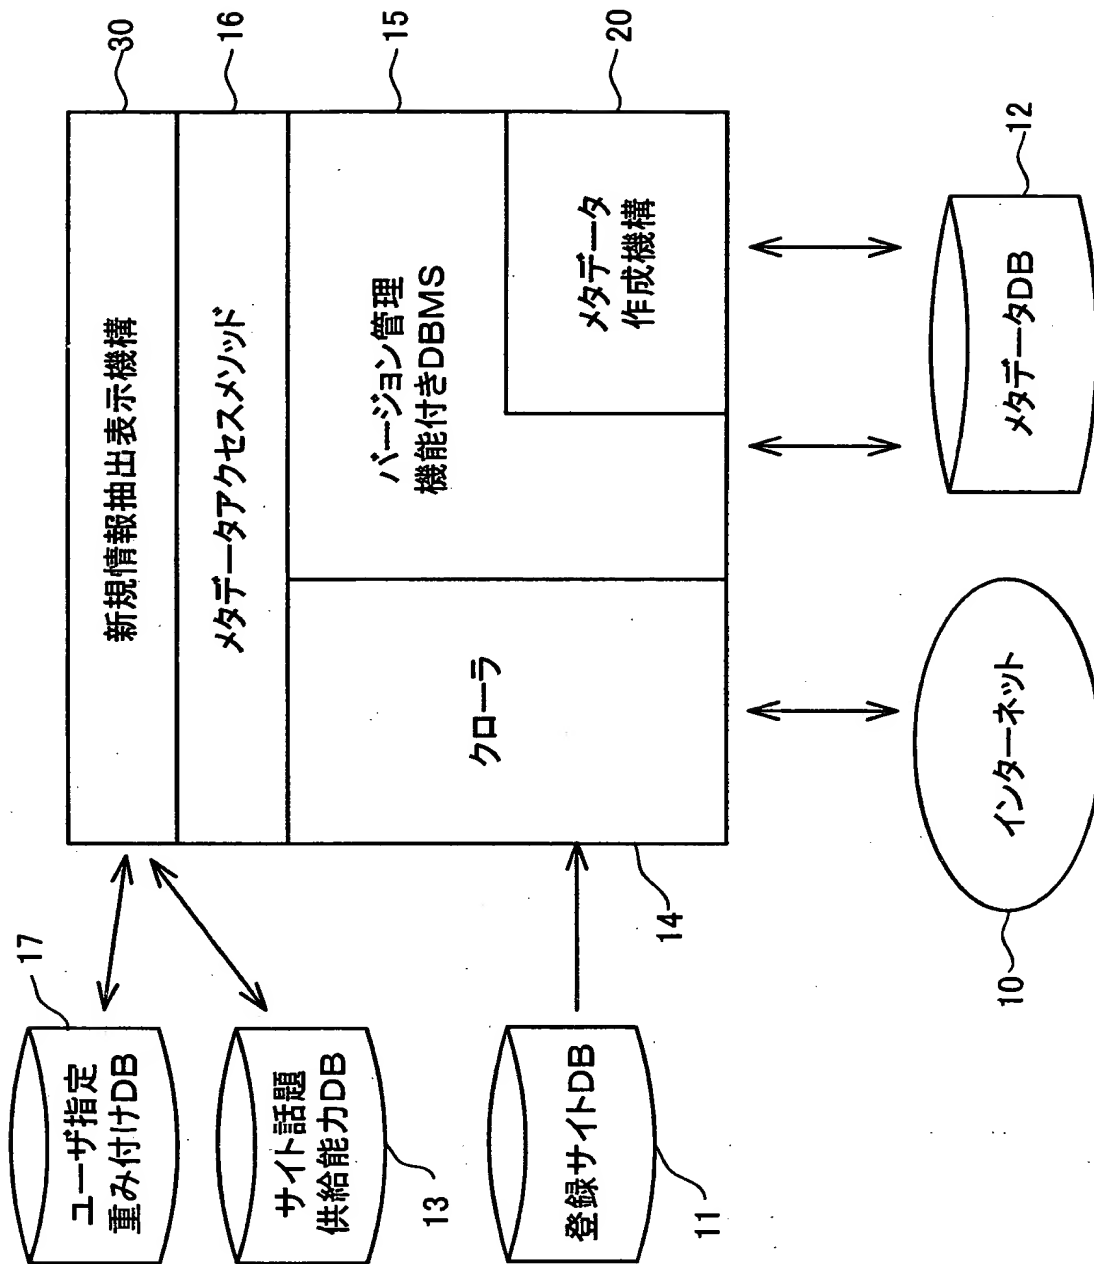 30
新規情報抽出表示機構
16
メタデータアクセスメソッド
15
バージョン管理
機能付きDBMS
20
メタデータ
作成機構
クローラ
14
17
ユーザ指定
重み付けDB
サイト話題
供給能力DB
13
登録サイトDB
11
インターネット
10
メタデータDB
12